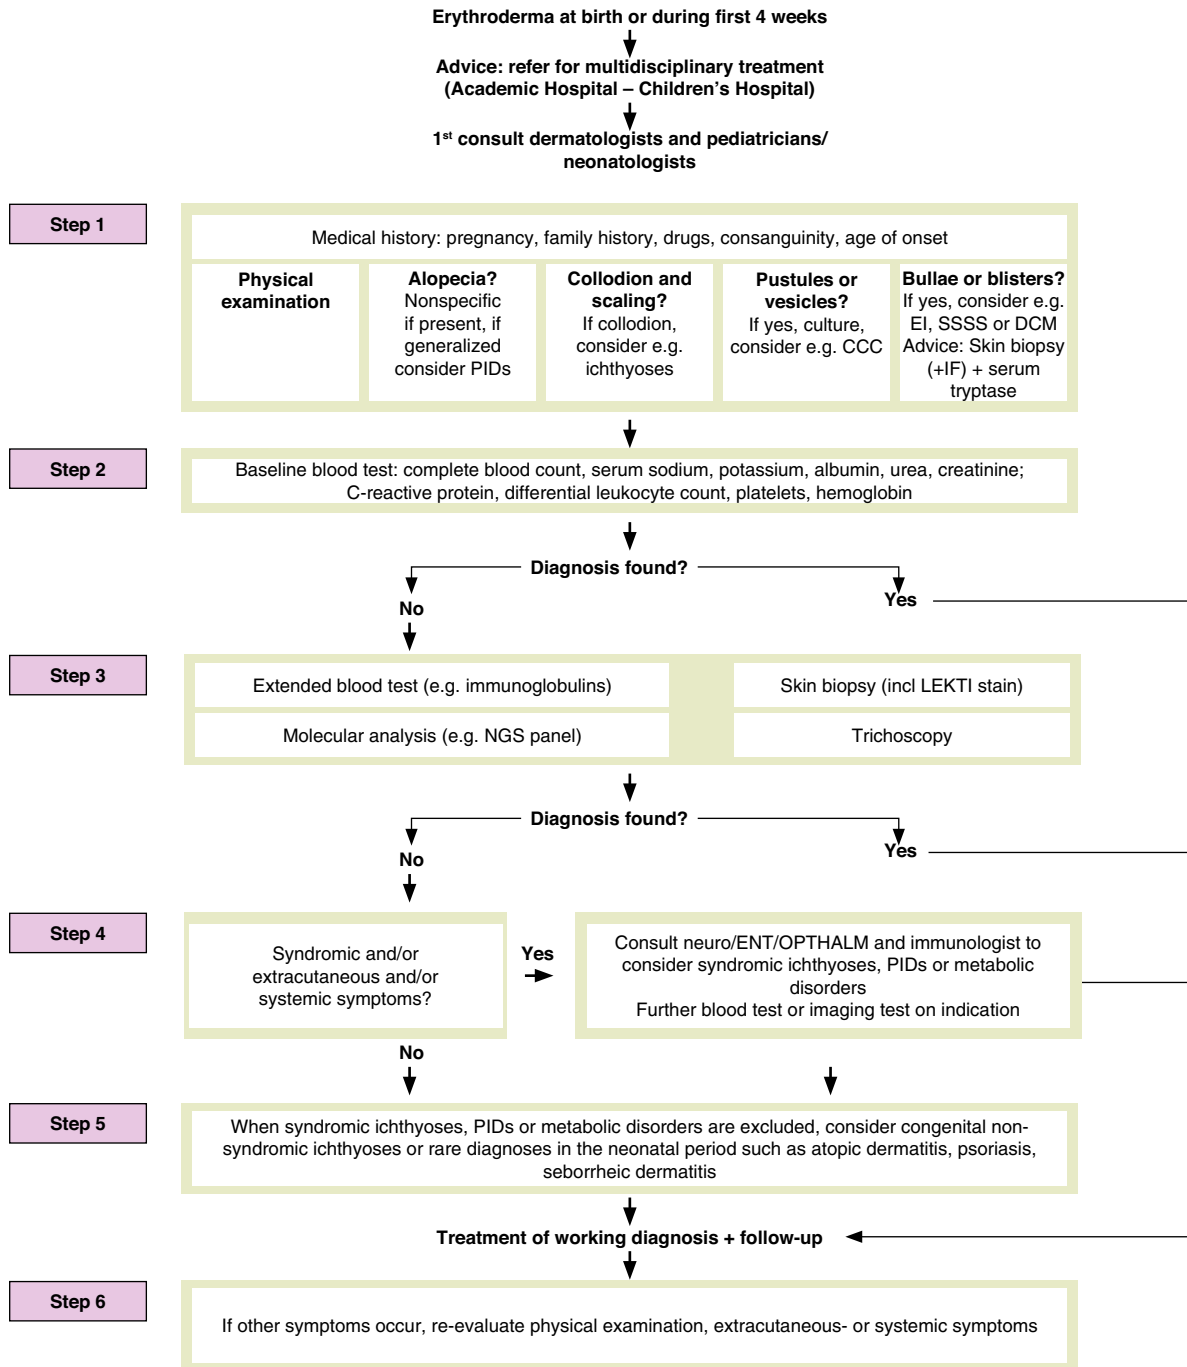 Erythroderma at birth or during first 4 weeks
Advice: refer for multidisciplinary treatment
(Academic Hospital – Children's Hospital)
1st consult dermatologists and pediatricians/
neonatologists
Step 1
Medical history: pregnancy, family history, drugs, consanguinity, age of onset
Physical
examination
Alopecia?
Nonspecific
if present, if
generalized
consider PIDs
Collodion and
scaling?
If collodion,
consider e.g.
ichthyoses
Pustules or
vesicles?
If yes, culture,
consider e.g. CCC
Bullae or blisters?
If yes, consider e.g.
EI, SSSS or DCM
Advice: Skin biopsy
(+IF) + serum
tryptase
Step 2
Baseline blood test: complete blood count, serum sodium, potassium, albumin, urea, creatinine;
C-reactive protein, differential leukocyte count, platelets, hemoglobin
Diagnosis found?
No
Yes
Step 3
Extended blood test (e.g. immunoglobulins)
Skin biopsy (incl LEKTI stain)
Molecular analysis (e.g. NGS panel)
Trichoscopy
Diagnosis found?
No
Yes
Step 4
Syndromic and/or
extracutaneous and/or
systemic symptoms?
Yes
Consult neuro/ENT/OPTHALM and immunologist to
consider syndromic ichthyoses, PIDs or metabolic
disorders
Further blood test or imaging test on indication
No
Step 5
When syndromic ichthyoses, PIDs or metabolic disorders are excluded, consider congenital non-
syndromic ichthyoses or rare diagnoses in the neonatal period such as atopic dermatitis, psoriasis,
seborrheic dermatitis
Treatment of working diagnosis + follow-up
Step 6
If other symptoms occur, re-evaluate physical examination, extracutaneous- or systemic symptoms